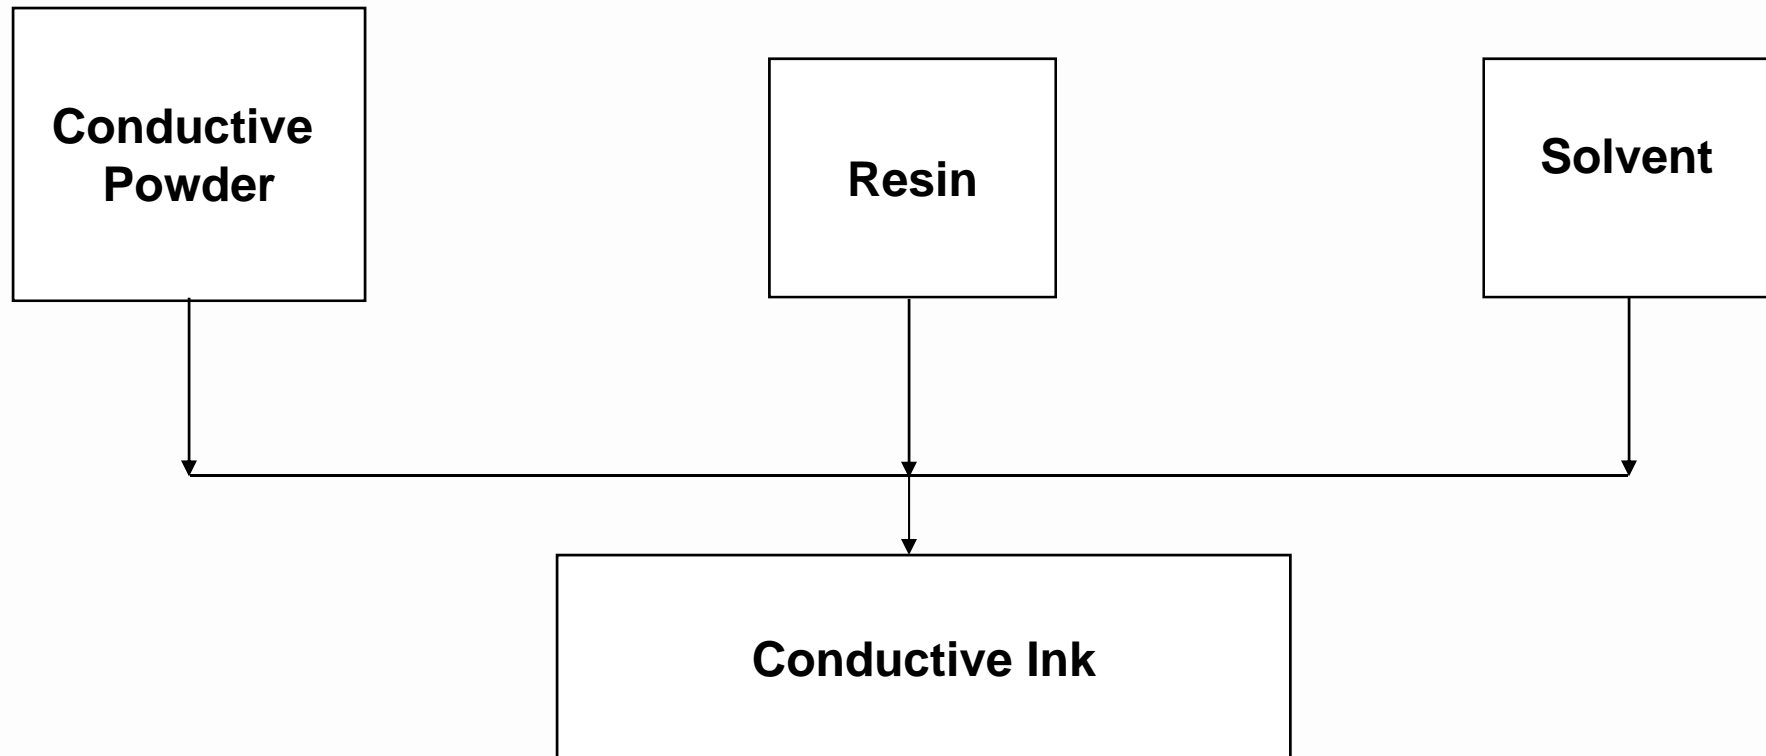 Conductive
Powder
Resin
Solvent
Conductive Ink